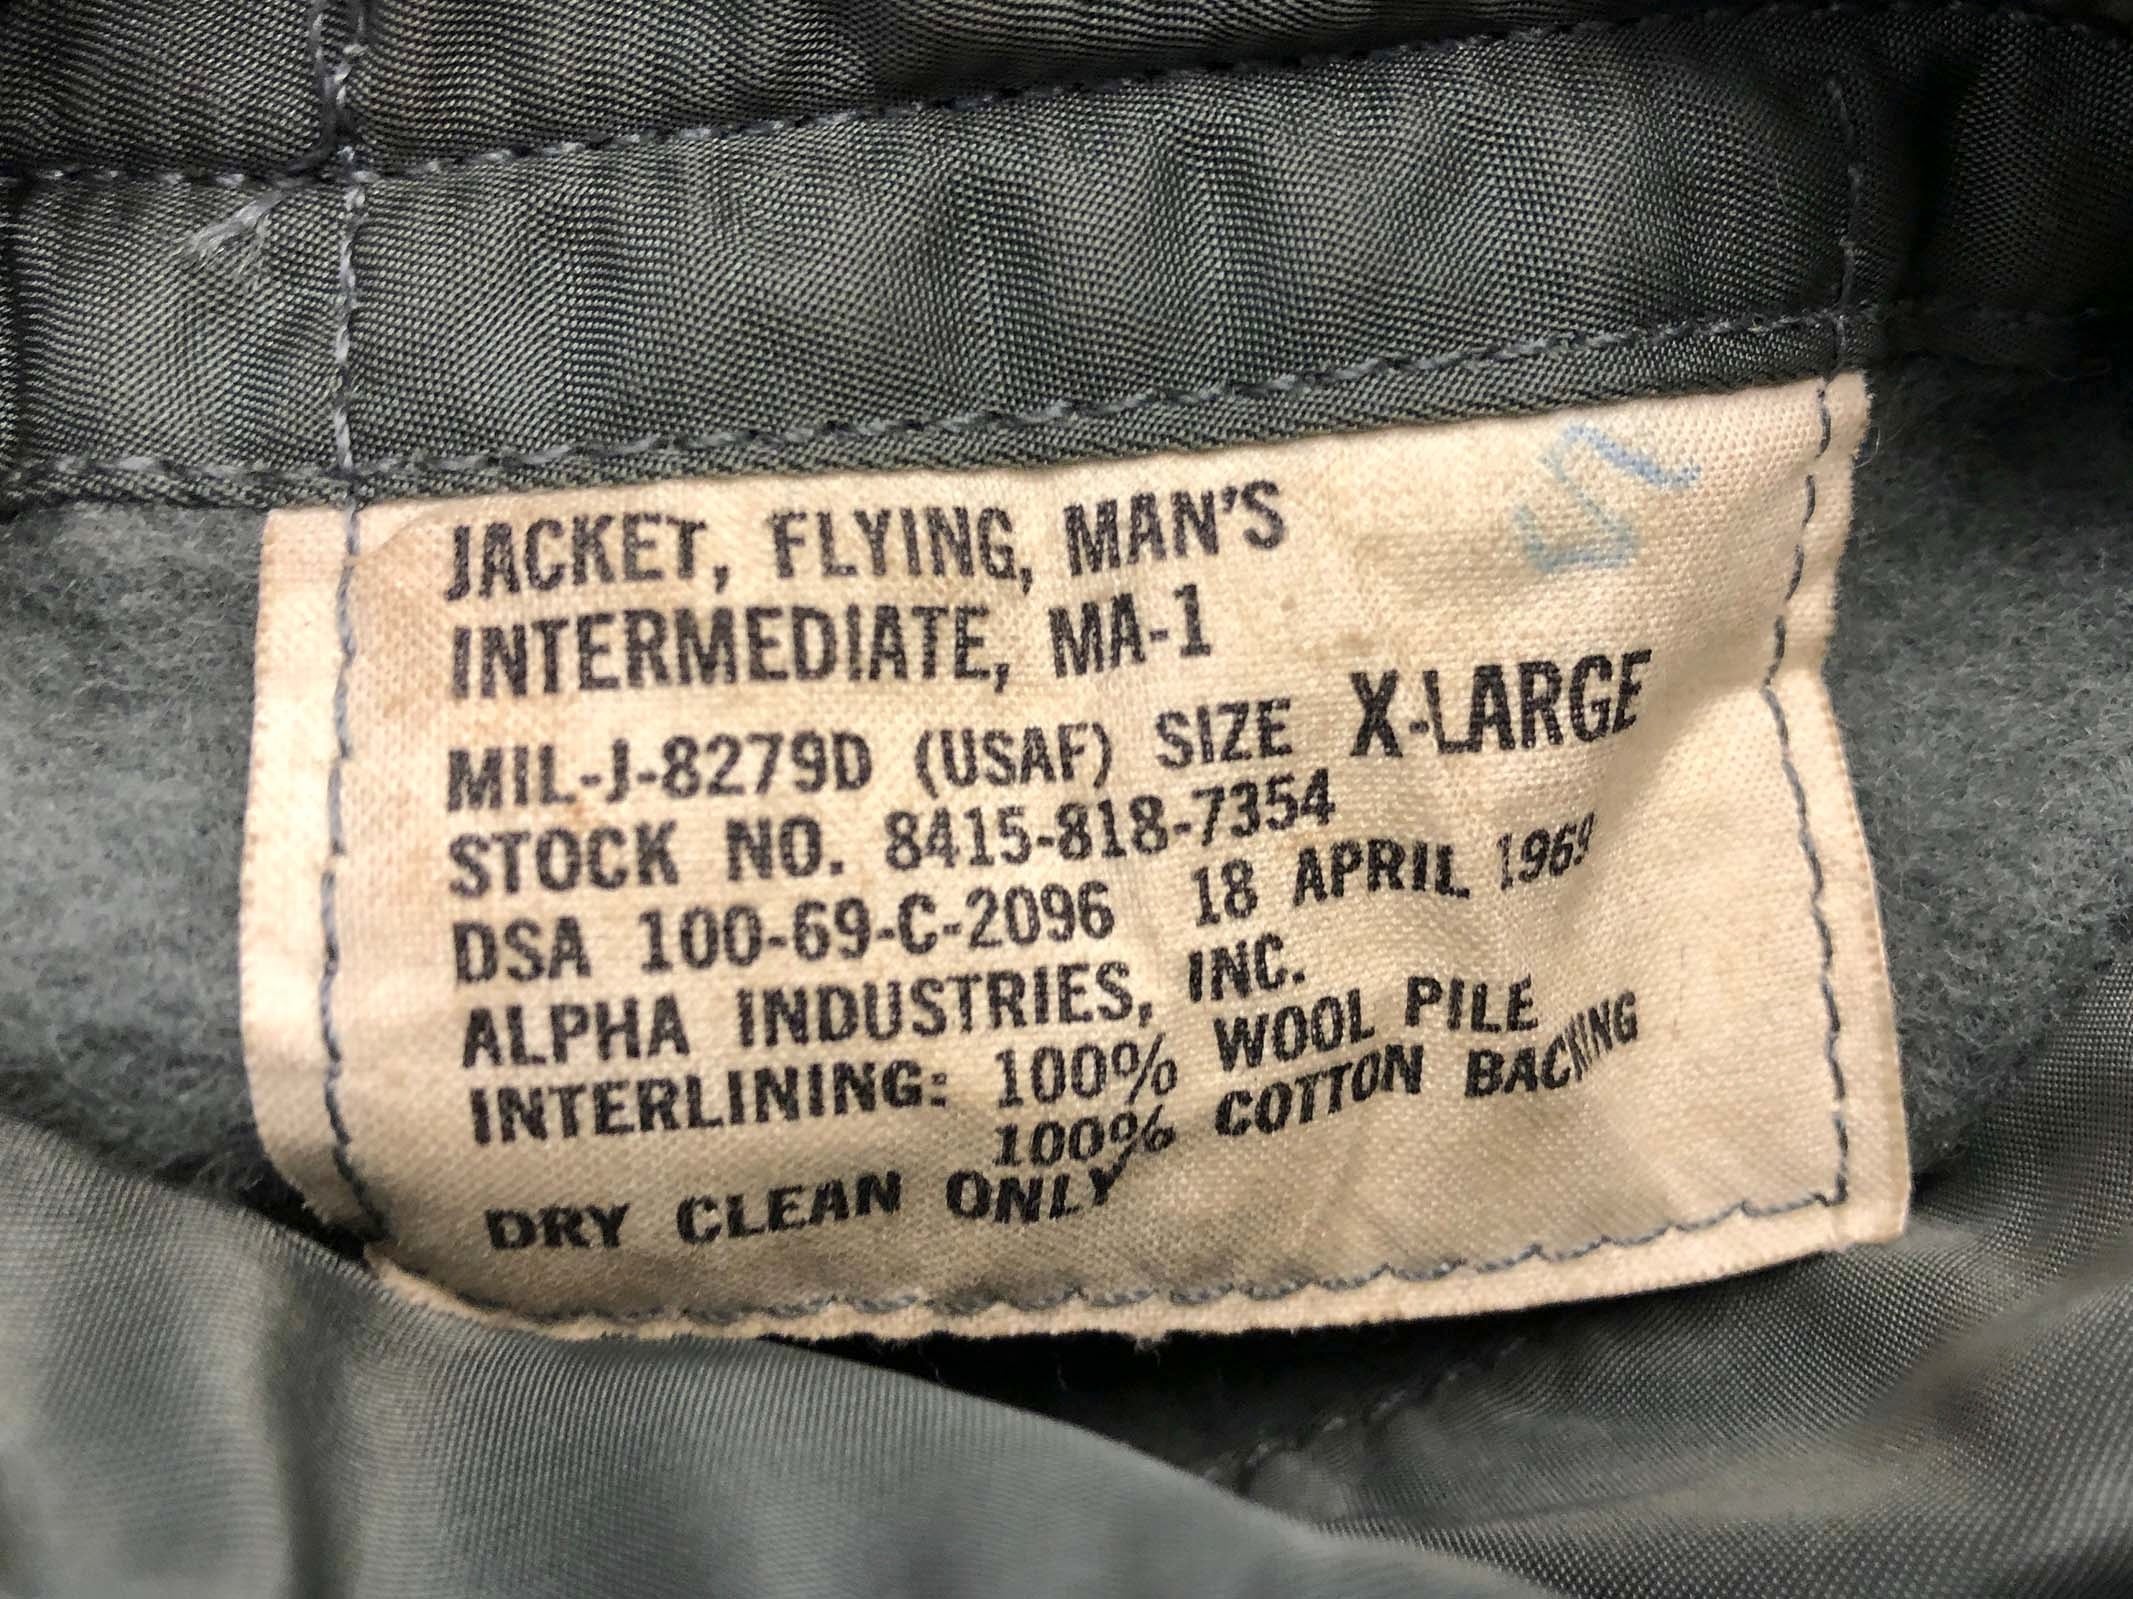 JACKET, FLYING, MAN'S
INTERMEDIATE, MA-1
MIL-J-8279D (USAF) SIZE X-LARGE
STOCK NO. 8415-818-7354
DSA 100-69-C-2096 18 APRIL 1969
ALPHA INDUSTRIES, INC.
INTERLINING: 100% WOOL PILE
100% COTTON BACKING
DRY CLEAN ONLY